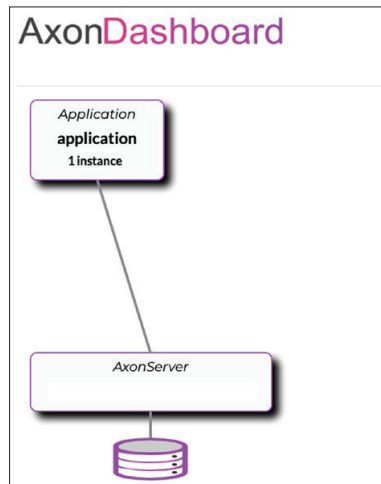 AxonDashboard
Application
application
1 instance
AxonServer